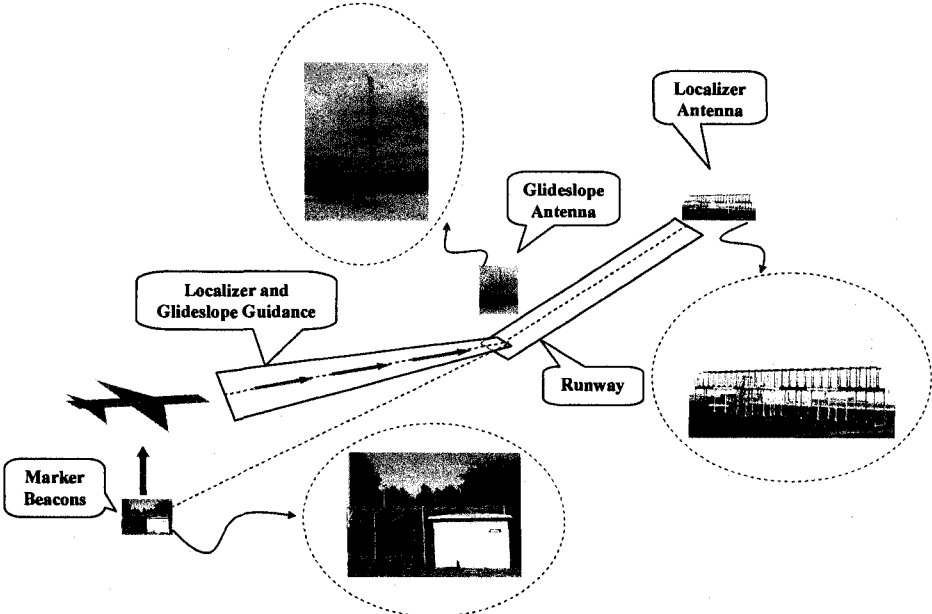 Localizer
Antenna
Glideslope
Antenna
Localizer and
Glideslope Guidance
Runway
Marker
Beacons